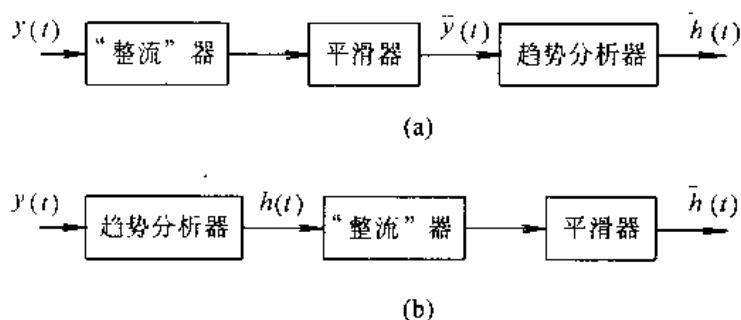 y(t) "整流"器 平滑器 ȳ(t) 趋势分析器 h̄(t)
(a)
y(t) 趋势分析器 h(t) "整流"器 平滑器 h̄(t)
(b)